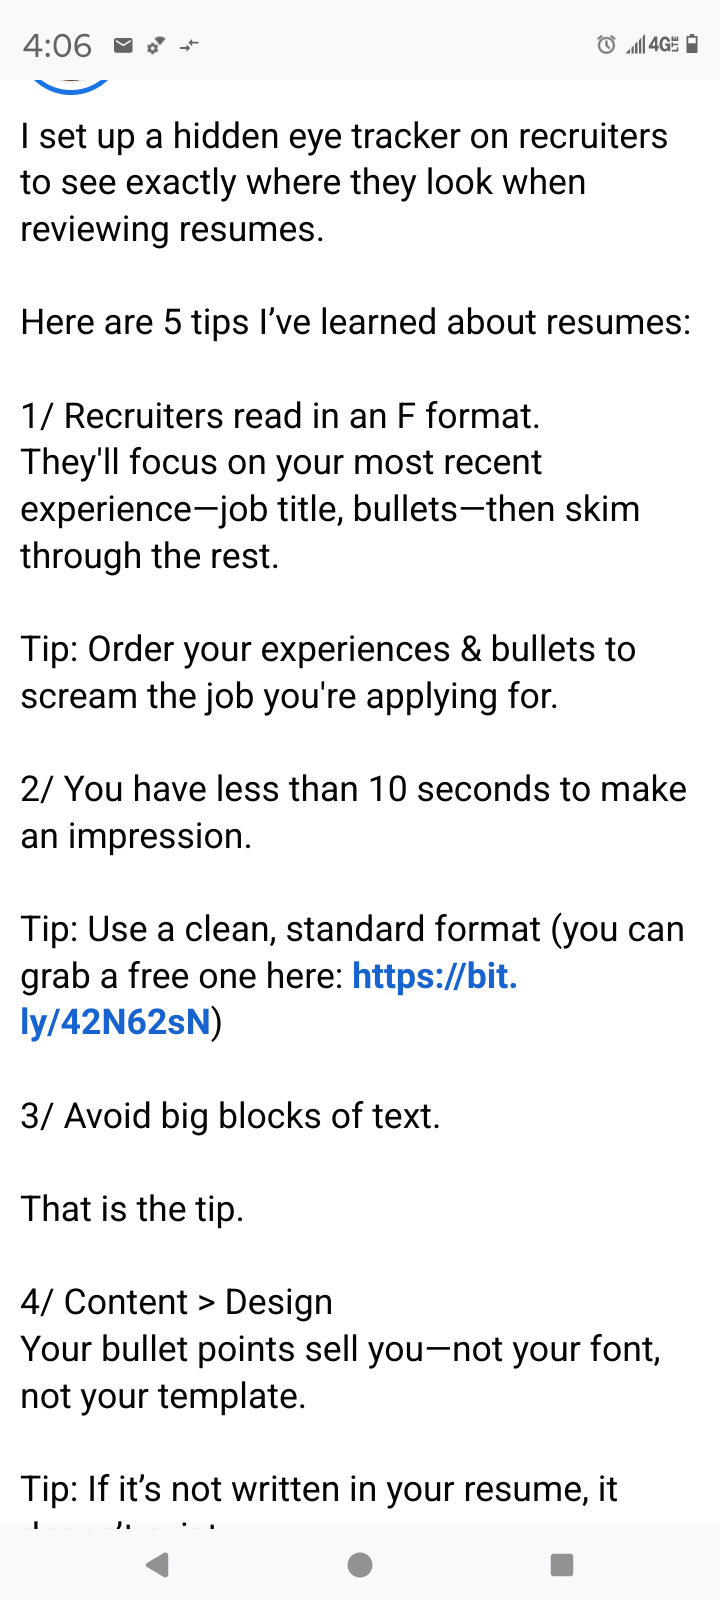 4:06
4G
I set up a hidden eye tracker on recruiters
to see exactly where they look when
reviewing resumes.
Here are 5 tips I’ve learned about resumes:
1/ Recruiters read in an F format.
They'll focus on your most recent
experience—job title, bullets—then skim
through the rest.
Tip: Order your experiences & bullets to
scream the job you're applying for.
2/ You have less than 10 seconds to make
an impression.
Tip: Use a clean, standard format (you can
grab a free one here: https://bit.
ly/42N62sN)
3/ Avoid big blocks of text.
That is the tip.
4/ Content > Design
Your bullet points sell you—not your font,
not your template.
Tip: If it’s not written in your resume, it